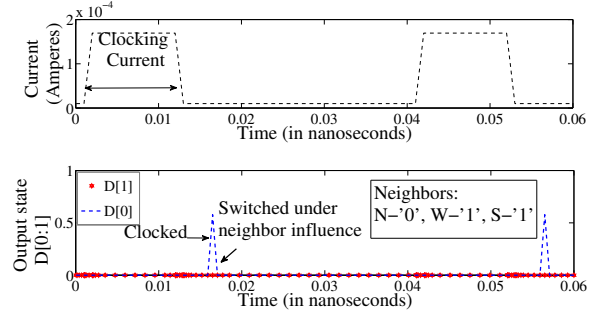 2 x 10⁻⁴
Current
(Amperes)
1
0
Clocking
Current
0 0.01 0.02 0.03 0.04 0.05 0.06
Time (in nanoseconds)
Output state
D[0:1]
1
0.5
0
D[1]
D[0]
Clocked
Switched under
neighbor influence
Neighbors:
N–'0', W–'1', S–'1'
0 0.01 0.02 0.03 0.04 0.05 0.06
Time (in nanoseconds)